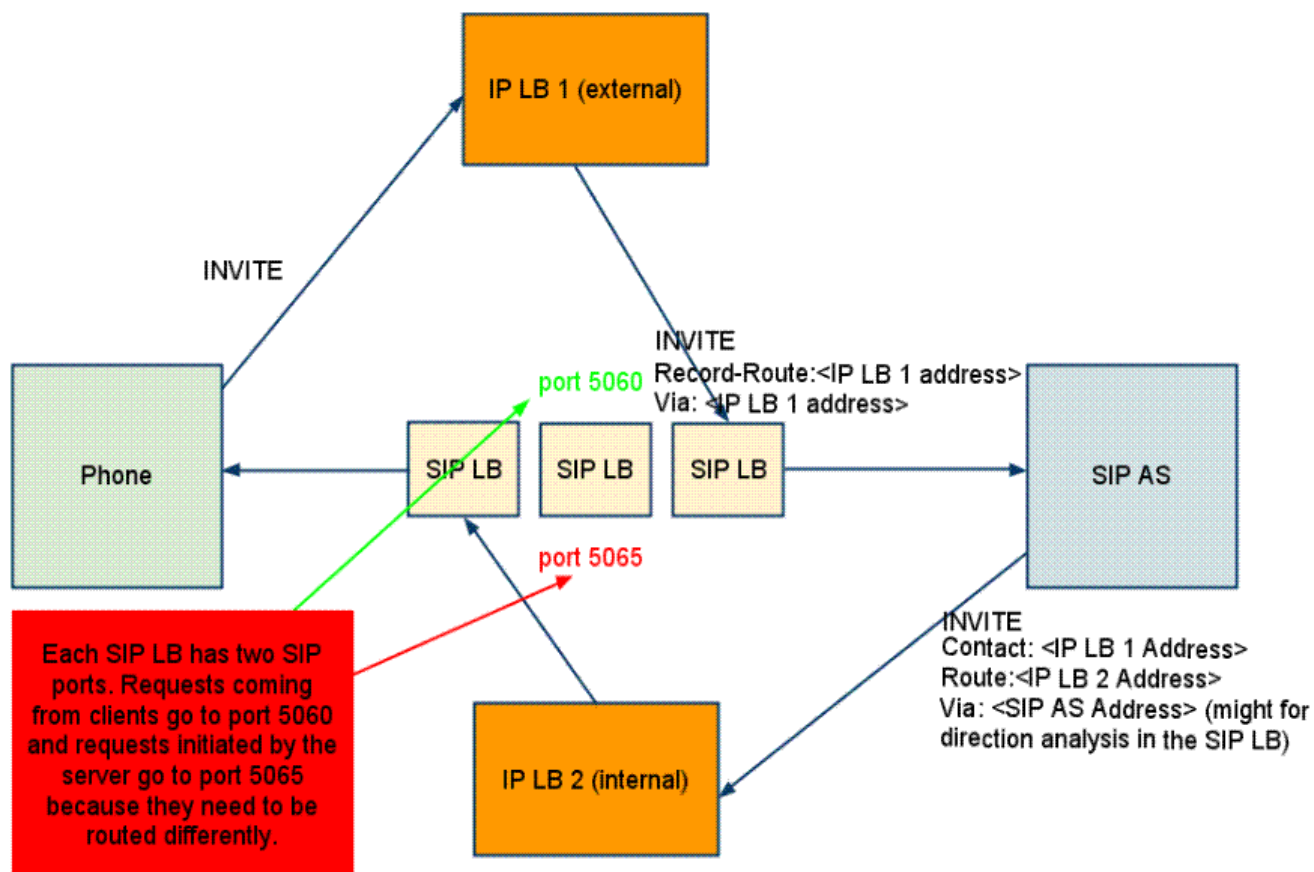 IP LB 1 (external)
INVITE
INVITE
Record-Route:<IP LB 1 address>
Via: <IP LB 1 address>
port 5060
Phone
SIP LB
SIP LB
SIP LB
SIP AS
port 5065
Each SIP LB has two SIP
ports. Requests coming
from clients go to port 5060
and requests initiated by the
server go to port 5065
because they need to be
routed differently.
INVITE
Contact: <IP LB 1 Address>
Route:<IP LB 2 Address>
Via: <SIP AS Address> (might for
direction analysis in the SIP LB)
IP LB 2 (internal)